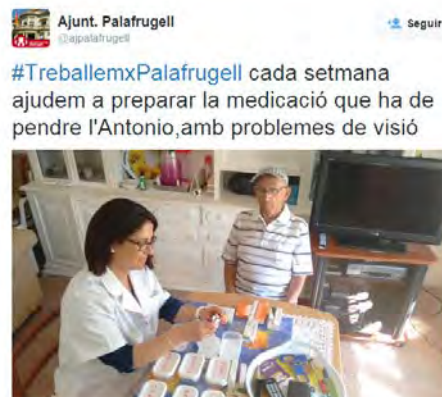 Ajunt. Palafrugell
@ajpalafrugell
Seguir
#TreballemxPalafrugell cada setmana
ajudem a preparar la medicació que ha de
pendre l'Antonio,amb problemes de visió